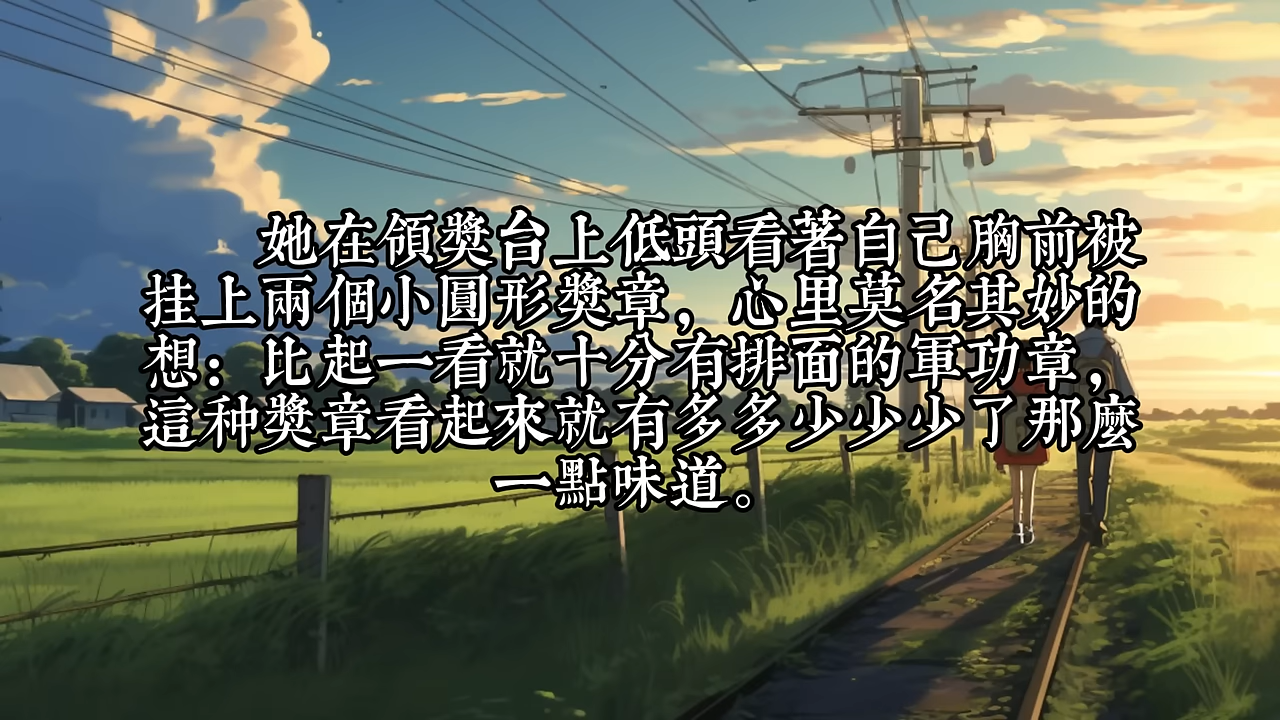 她在領獎台上低頭看著自己胸前被
挂上兩個小圓形獎章，心里莫名其妙的
想：比起一看就十分有排面的軍功章，
這种獎章看起來就有多多少少少了那麼
一點味道。